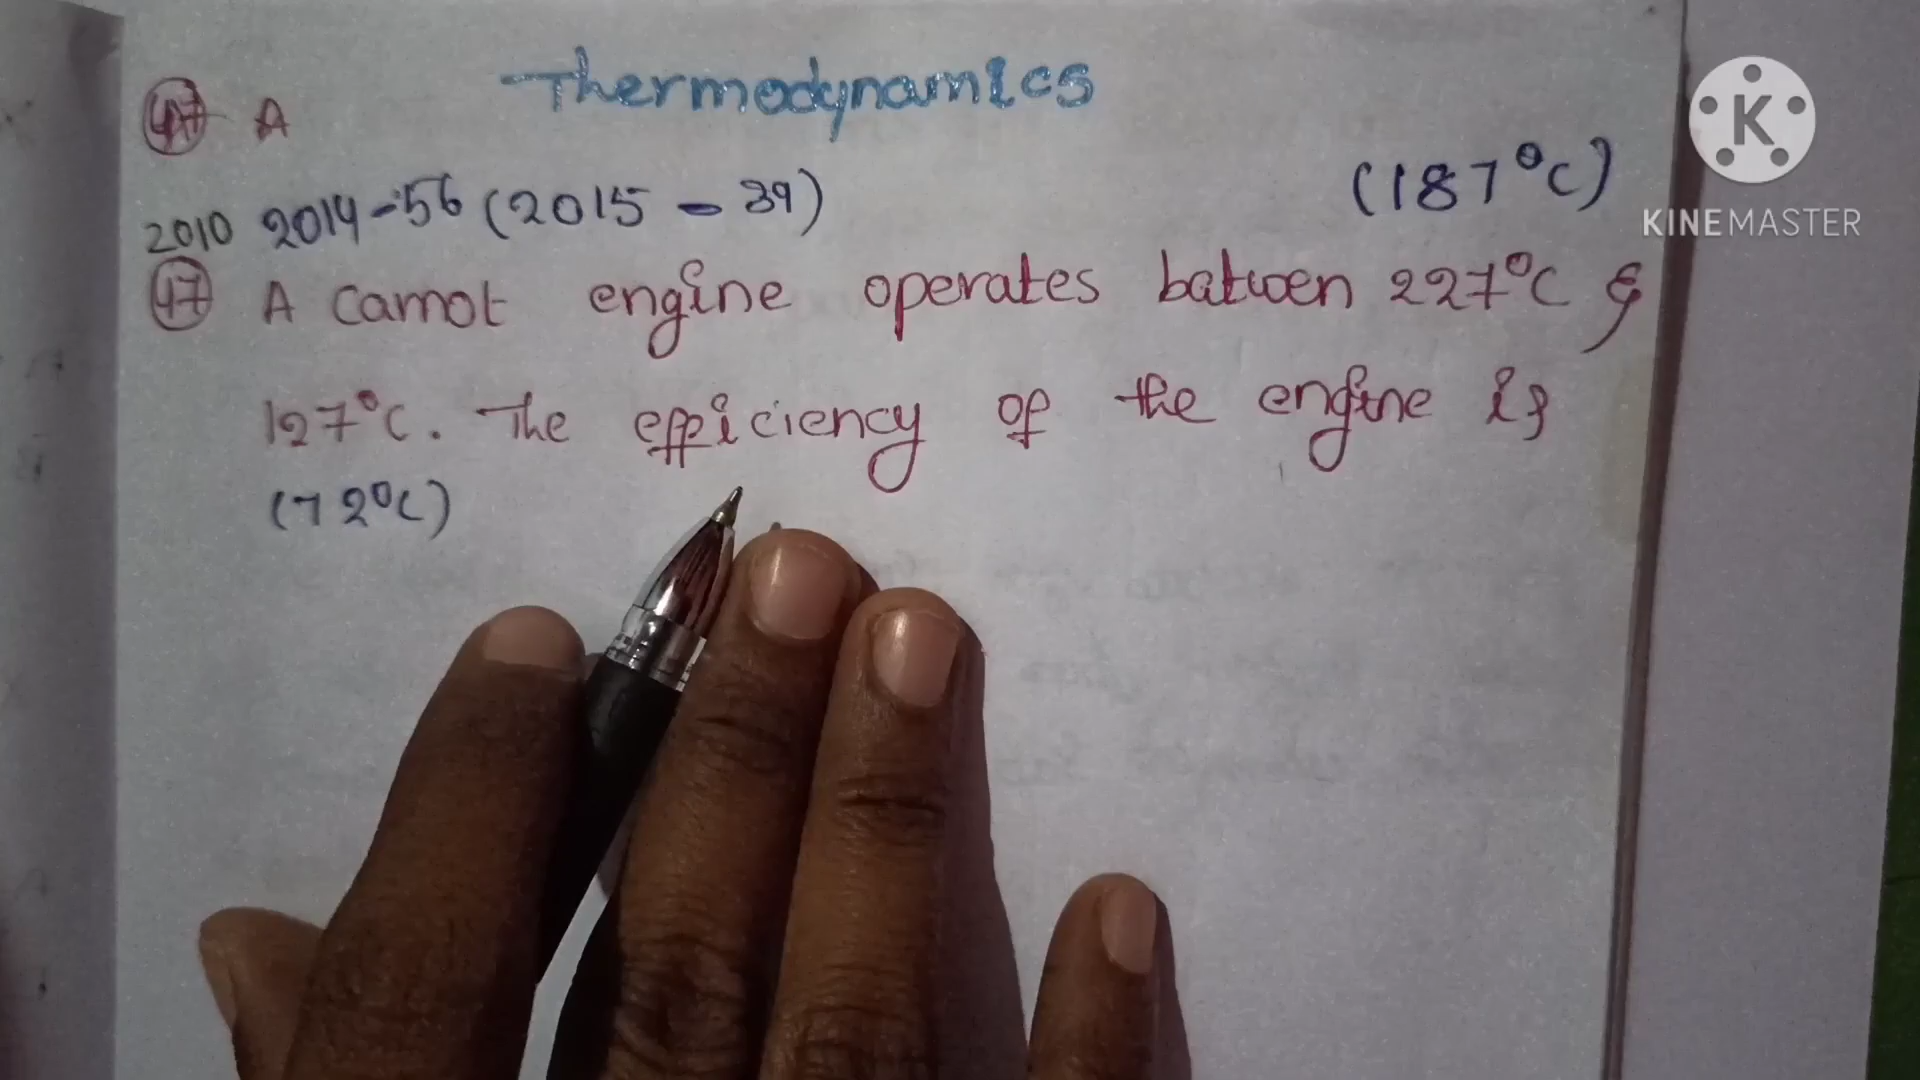 Thermodynamics
47 A
2010 2014-56 (2015 - 39) (187°C)
47 A Carnot engine operates batwen 227°C &
127°C. The efficiency of the engine is
(72°C)
K
KINEMASTER